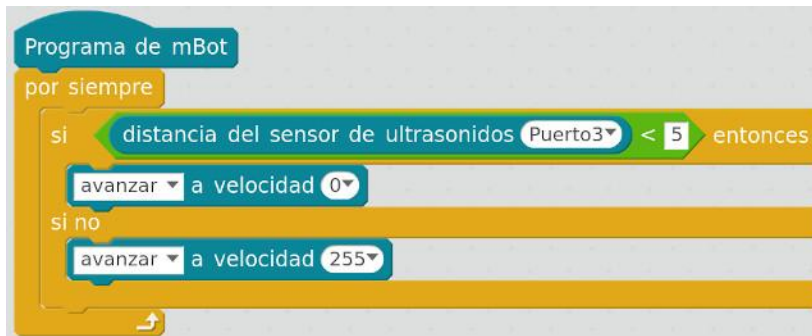 Programa de mBot
por siempre
si distancia del sensor de ultrasonidos Puerto3 < 5 entonces
avanzar a velocidad 0
si no
avanzar a velocidad 255